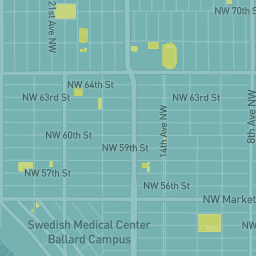 NW 70th St
21st Ave NW
NW 64th St
NW 63rd St
NW 63rd St
8th Ave NW
14th Ave NW
NW 60th St
NW 59th St
NW 57th St
NW 56th St
NW Market
Swedish Medical Center
Ballard Campus
NW